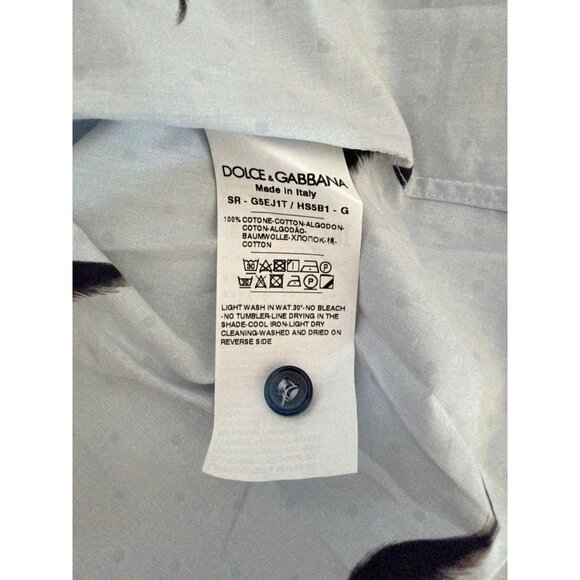 DOLCE & GABBANA
Made in Italy
SR - G5EJ1T / HS5B1 - G
100% COTONE-COTTON-ALGODON-
COTON-ALGODÃO-
BAUMWOLLE-ХЛОПОК-棉-
COTTON
LIGHT WASH IN WAT.30°-NO BLEACH
-NO TUMBLER-LINE DRYING IN THE
SHADE-COOL IRON-LIGHT DRY
CLEANING-WASHED AND DRIED ON
REVERSE SIDE